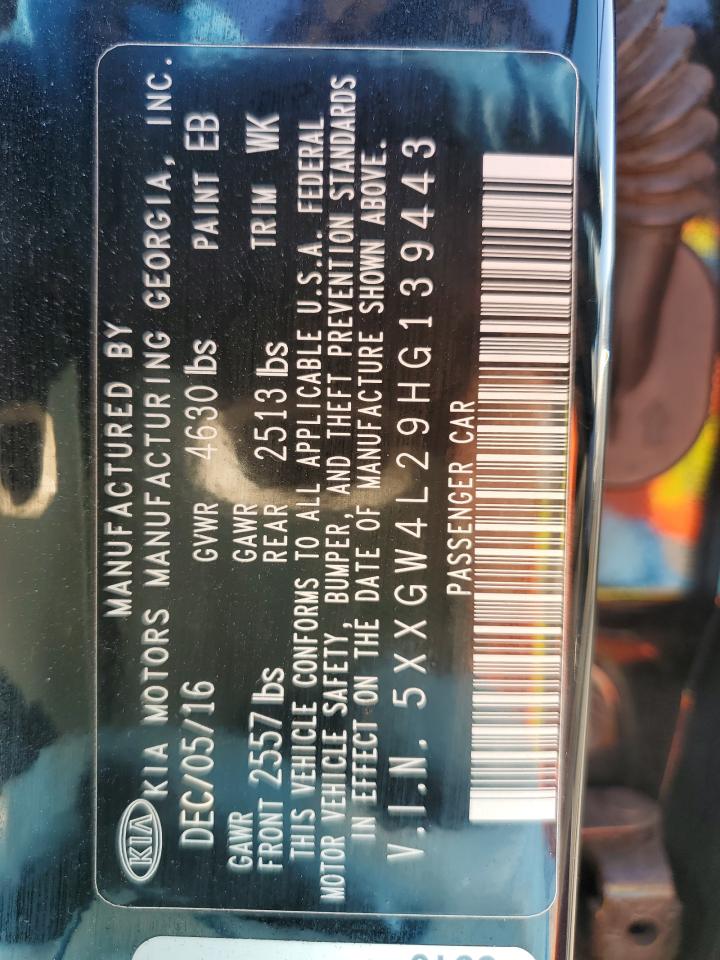 MANUFACTURED BY
KIA KIA MOTORS MANUFACTURING GEORGIA, INC.
DEC/05/16 GVWR 4630 lbs PAINT EB
GAWR GAWR
FRONT 2557 lbs REAR 2513 lbs TRIM WK
THIS VEHICLE CONFORMS TO ALL APPLICABLE U.S.A. FEDERAL
MOTOR VEHICLE SAFETY, BUMPER, AND THEFT PREVENTION STANDARDS
IN EFFECT ON THE DATE OF MANUFACTURE SHOWN ABOVE.
V.I.N. 5XXGW4L29HG139443
PASSENGER CAR